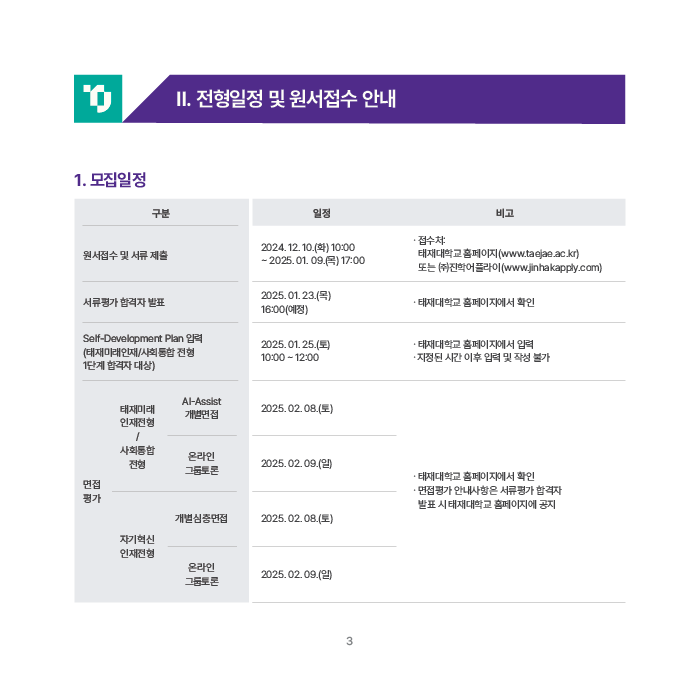 II. 전형일정 및 원서접수 안내
1. 모집일정
구분
일정
비고
원서접수 및 서류 제출
2024. 12. 10.(화) 10:00
~ 2025. 01. 09.(목) 17:00
· 접수처:
태재대학교 홈페이지(www.taejae.ac.kr)
또는 ㈜진학어플라이(www.jinhakapply.com)
서류평가 합격자 발표
2025. 01. 23.(목)
16:00(예정)
· 태재대학교 홈페이지에서 확인
Self-Development Plan 입력
(태재미래인재/사회통합 전형
1단계 합격자 대상)
2025. 01. 25.(토)
10:00 ~ 12:00
· 태재대학교 홈페이지에서 입력
· 지정된 시간 이후 입력 및 작성 불가
면접
평가
태재미래
인재전형
/
사회통합
전형
AI-Assist
개별면접
2025. 02. 08.(토)
온라인
그룹토론
2025. 02. 09.(일)
자기혁신
인재전형
개별심층면접
2025. 02. 08.(토)
온라인
그룹토론
2025. 02. 09.(일)
· 태재대학교 홈페이지에서 확인
· 면접평가 안내사항은 서류평가 합격자
발표 시 태재대학교 홈페이지에 공지
3